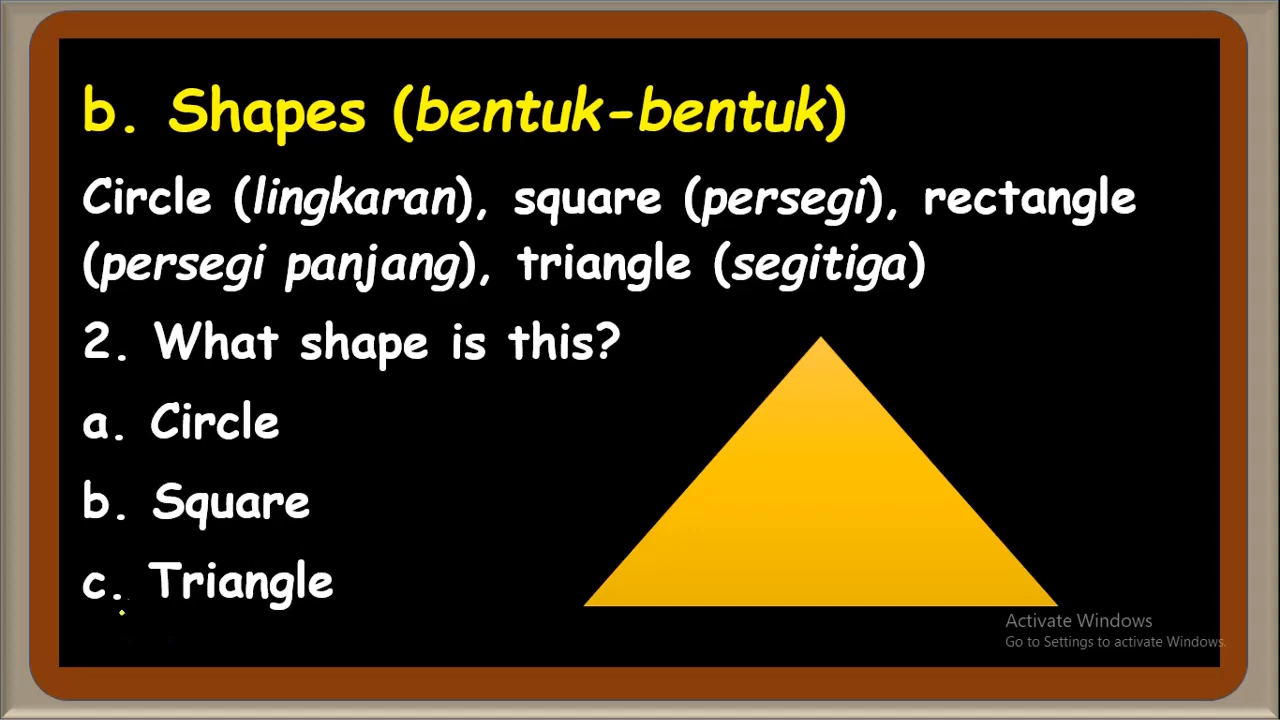 b. Shapes (bentuk-bentuk)
Circle (lingkaran), square (persegi), rectangle
(persegi panjang), triangle (segitiga)
2. What shape is this?
a. Circle
b. Square
c. Triangle
Activate Windows
Go to Settings to activate Windows.